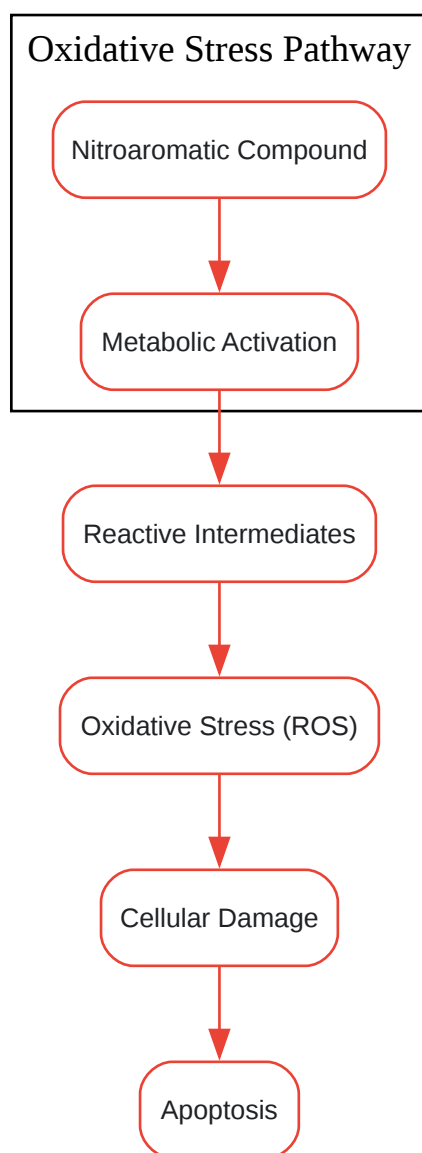 Oxidative Stress Pathway
Nitroaromatic Compound
Metabolic Activation
Reactive Intermediates
Oxidative Stress (ROS)
Cellular Damage
Apoptosis